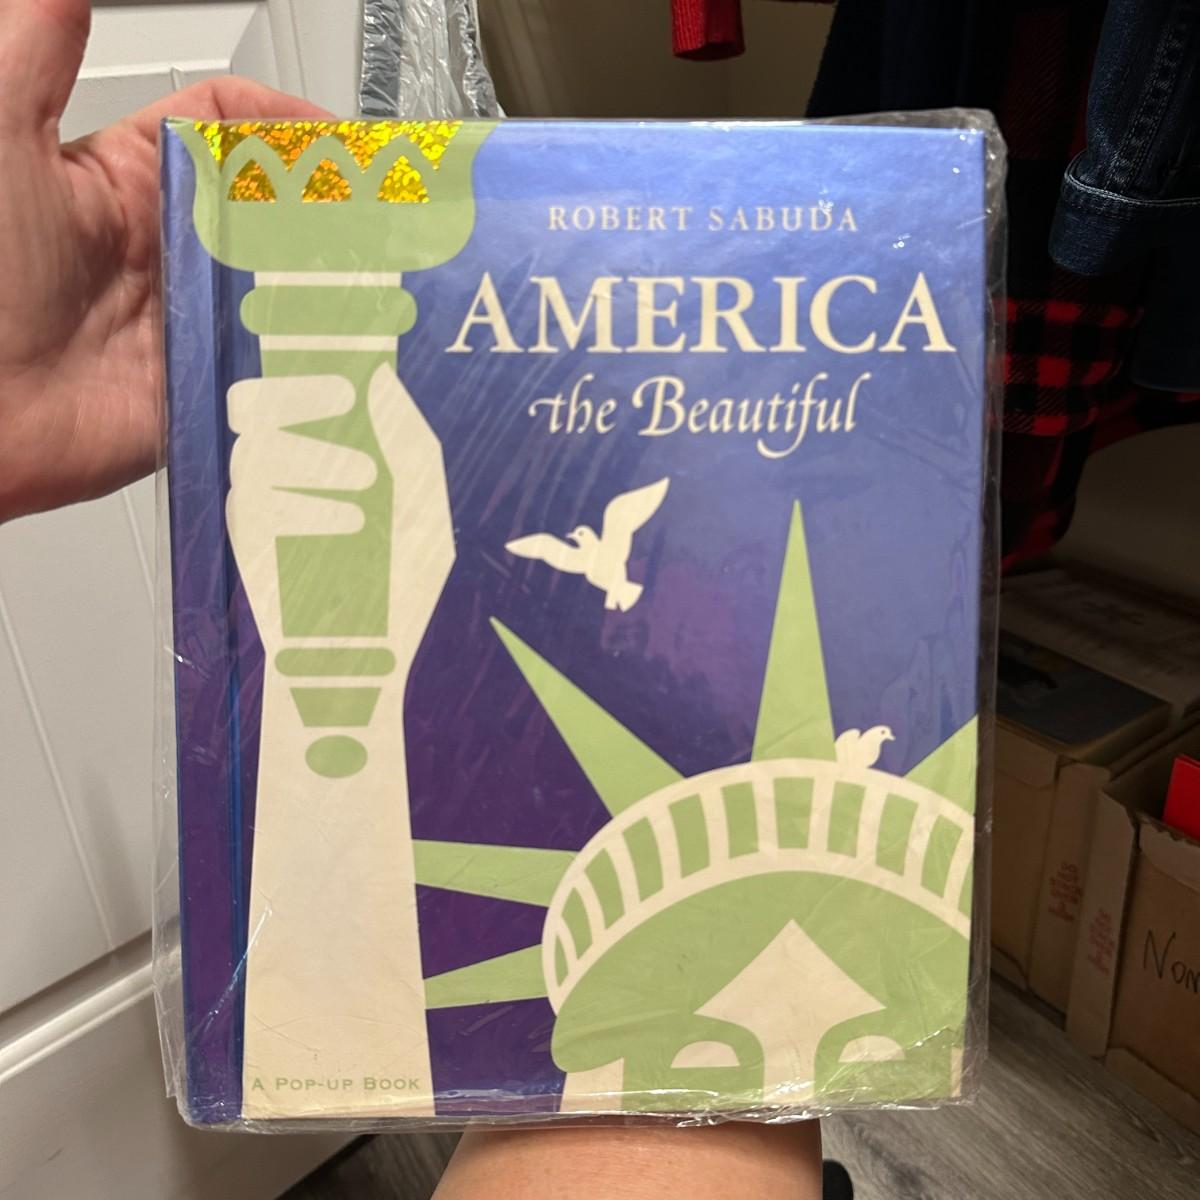 ROBERT SABUDA
AMERICA
the Beautiful
A POP-UP BOOK